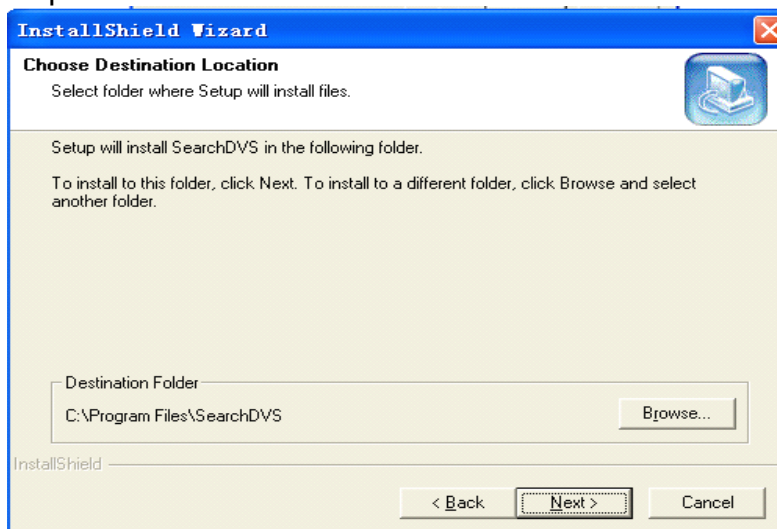 InstallShield Wizard
Choose Destination Location
Select folder where Setup will install files.
Setup will install SearchDVS in the following folder.
To install to this folder, click Next. To install to a different folder, click Browse and select
another folder.
Destination Folder
C:\Program Files\SearchDVS
Browse...
InstallShield
< Back
Next >
Cancel